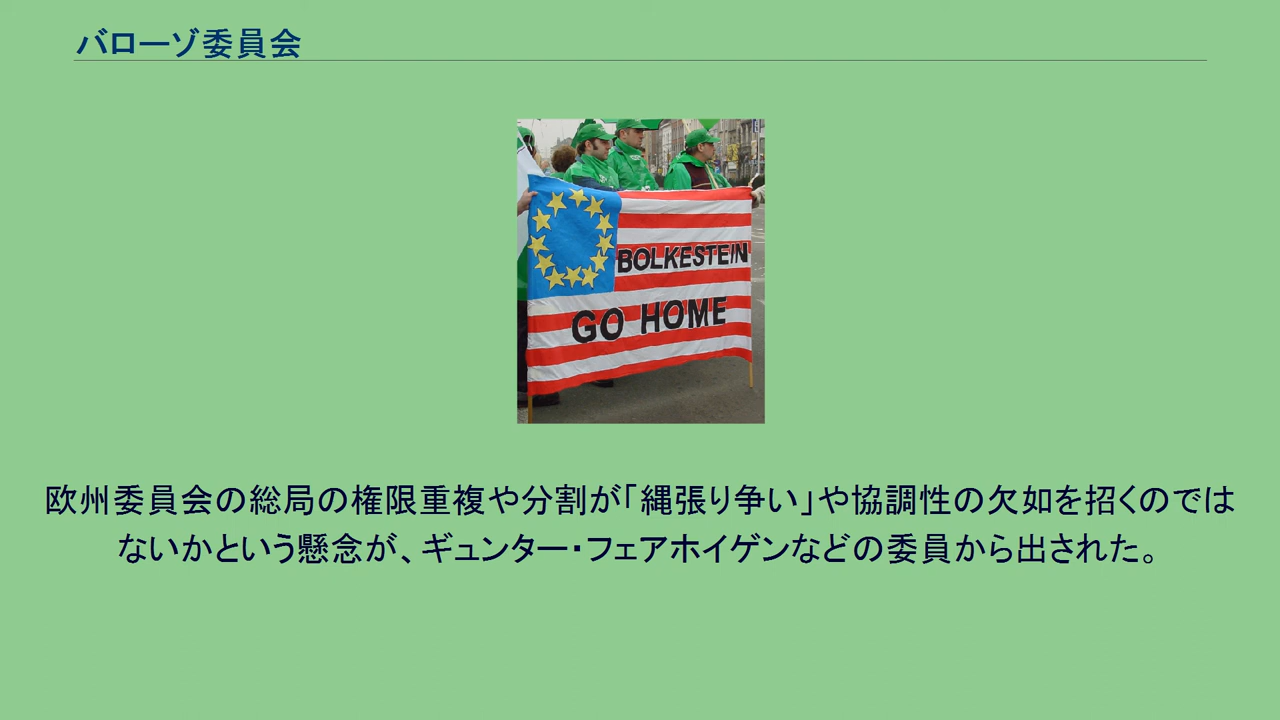 バローゾ委員会
BOLKESTEIN
GO HOME
欧州委員会の総局の権限重複や分割が「縄張り争い」や協調性の欠如を招くのでは
ないかという懸念が、ギュンター・フェアホイゲンなどの委員から出された。